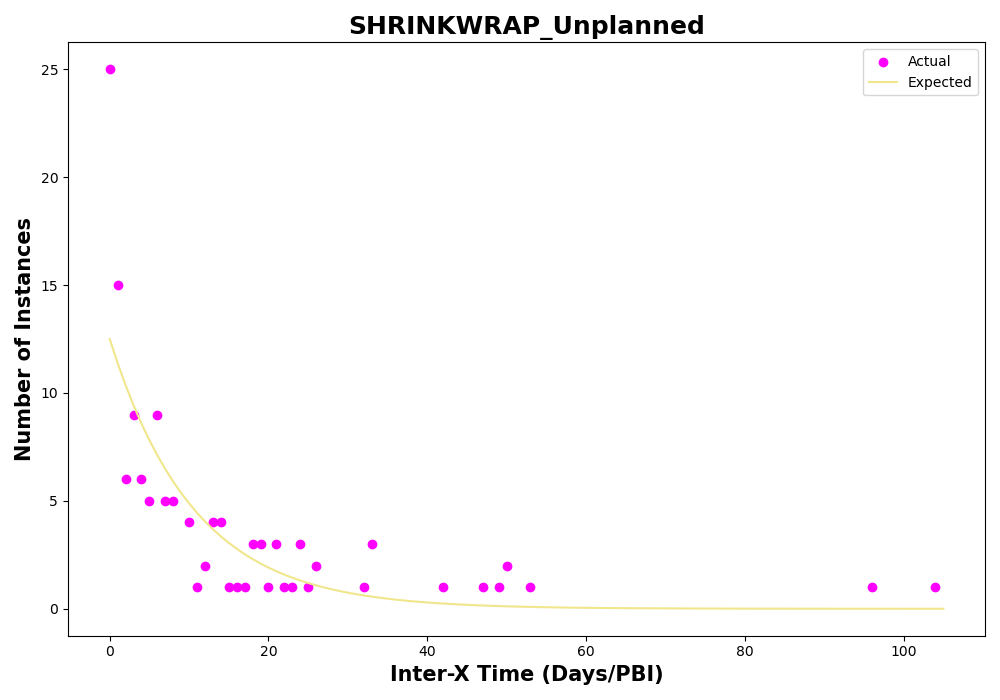 SHRINKWRAP_Unplanned
Actual
Expected
Number of Instances
25
20
15
10
5
0
0 20 40 60 80 100
Inter-X Time (Days/PBI)